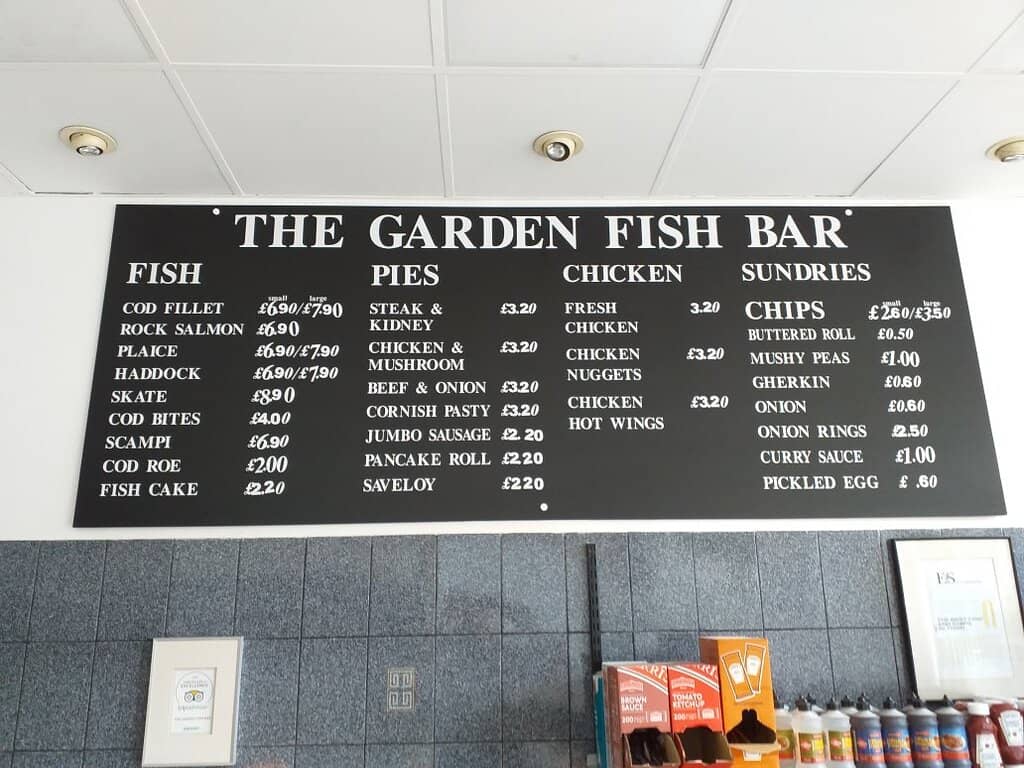 THE GARDEN FISH BAR
FISH
small large
COD FILLET £6.90/£7.90
ROCK SALMON £6.90
PLAICE £6.90/£7.90
HADDOCK £6.90/£7.90
SKATE £8.90
COD BITES £4.00
SCAMPI £6.90
COD ROE £2.00
FISH CAKE £2.20
PIES
STEAK & £3.20
KIDNEY
CHICKEN & £3.20
MUSHROOM
BEEF & ONION £3.20
CORNISH PASTY £3.20
JUMBO SAUSAGE £2.20
PANCAKE ROLL £2.20
SAVELOY £2.20
CHICKEN
FRESH 3.20
CHICKEN
CHICKEN £3.20
NUGGETS
CHICKEN £3.20
HOT WINGS
SUNDRIES
small large
CHIPS £2.60/£3.50
BUTTERED ROLL £0.50
MUSHY PEAS £1.00
GHERKIN £0.60
ONION £0.60
ONION RINGS £2.50
CURRY SAUCE £1.00
PICKLED EGG £ .60
BROWN
SAUCE
200
TOMATO
KETCHUP
200